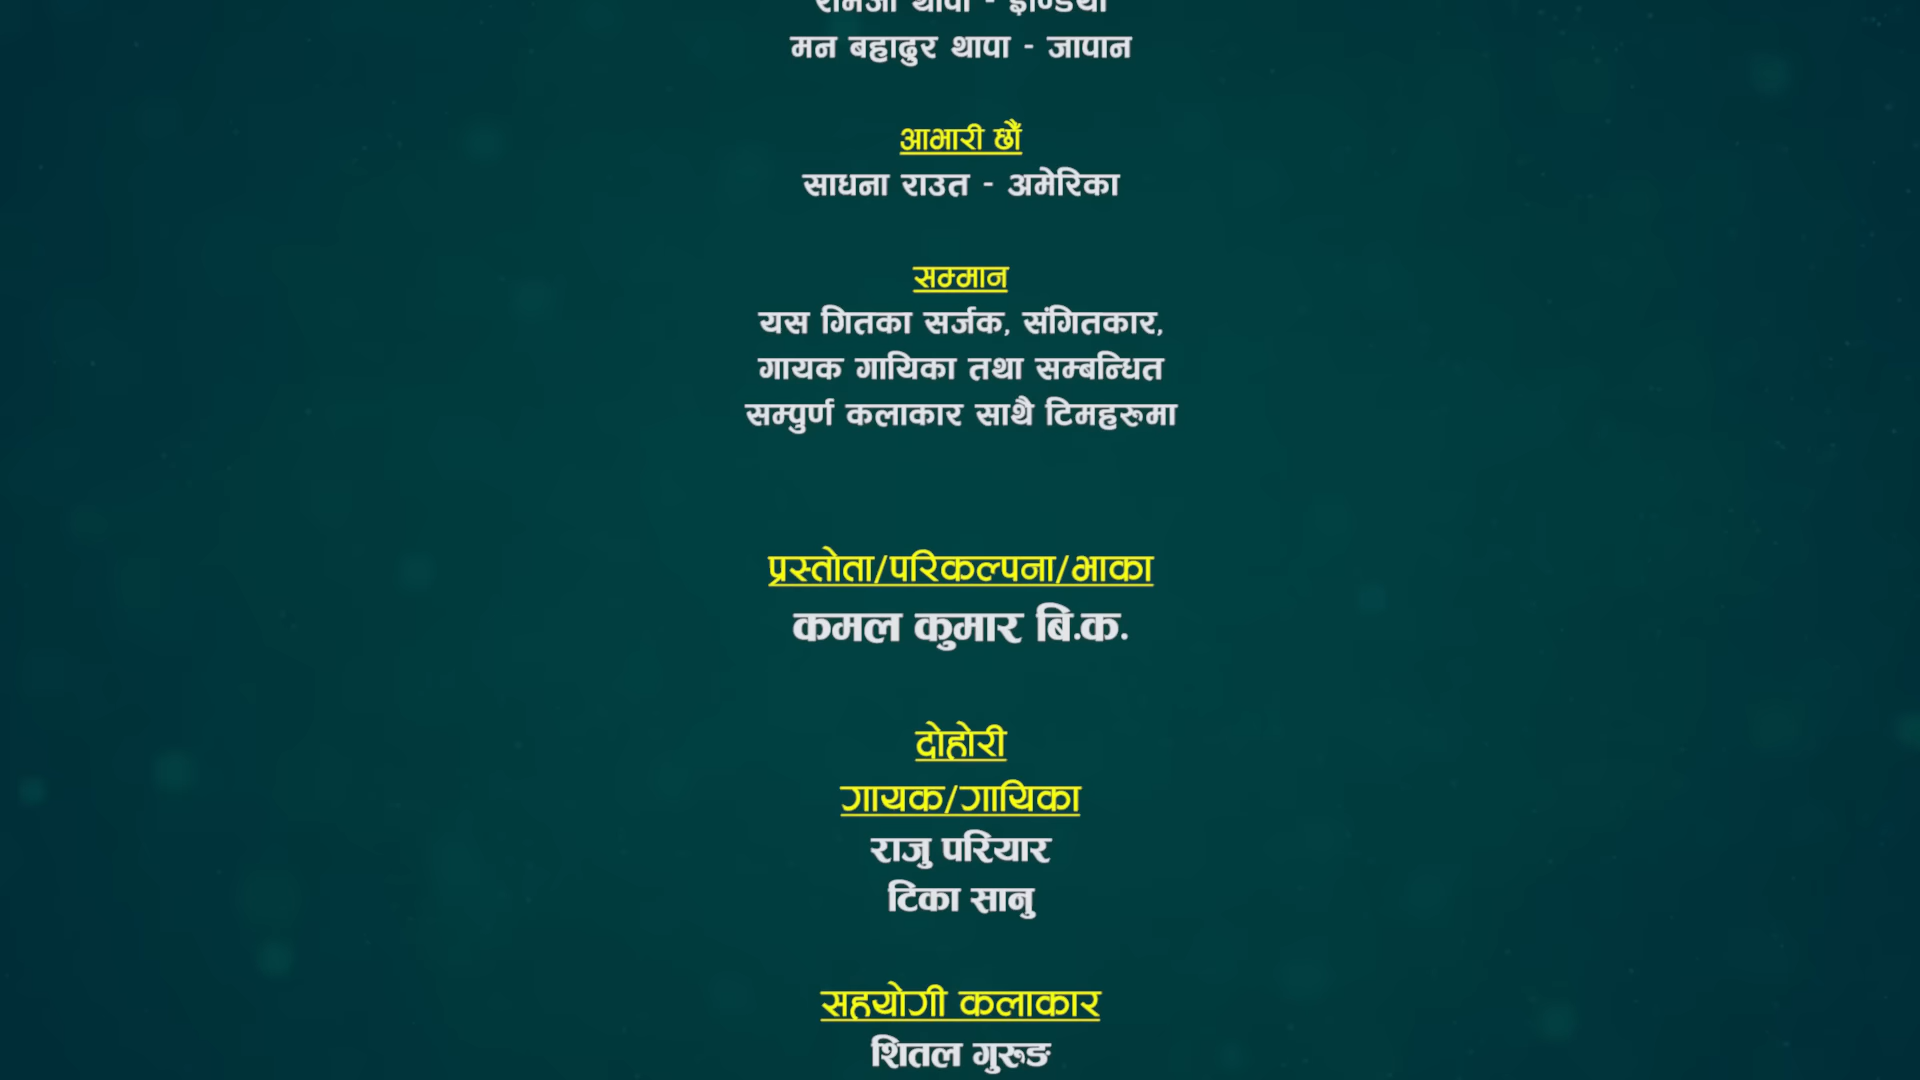 थापा - इण्डिया
मन बहादुर थापा - जापान
आभारी छौं
साधना राउत - अमेरिका
सम्मान
यस गितका सर्जक, संगितकार,
गायक गायिका तथा सम्बन्धित
सम्पुर्ण कलाकार साथै टिमहरुमा
प्रस्तोता/परिकल्पना/भाका
कमल कुमार बि.क.
दोहोरी
गायक/गायिका
राजु परियार
टिका सानु
सहयोगी कलाकार
शितल गुरुङ